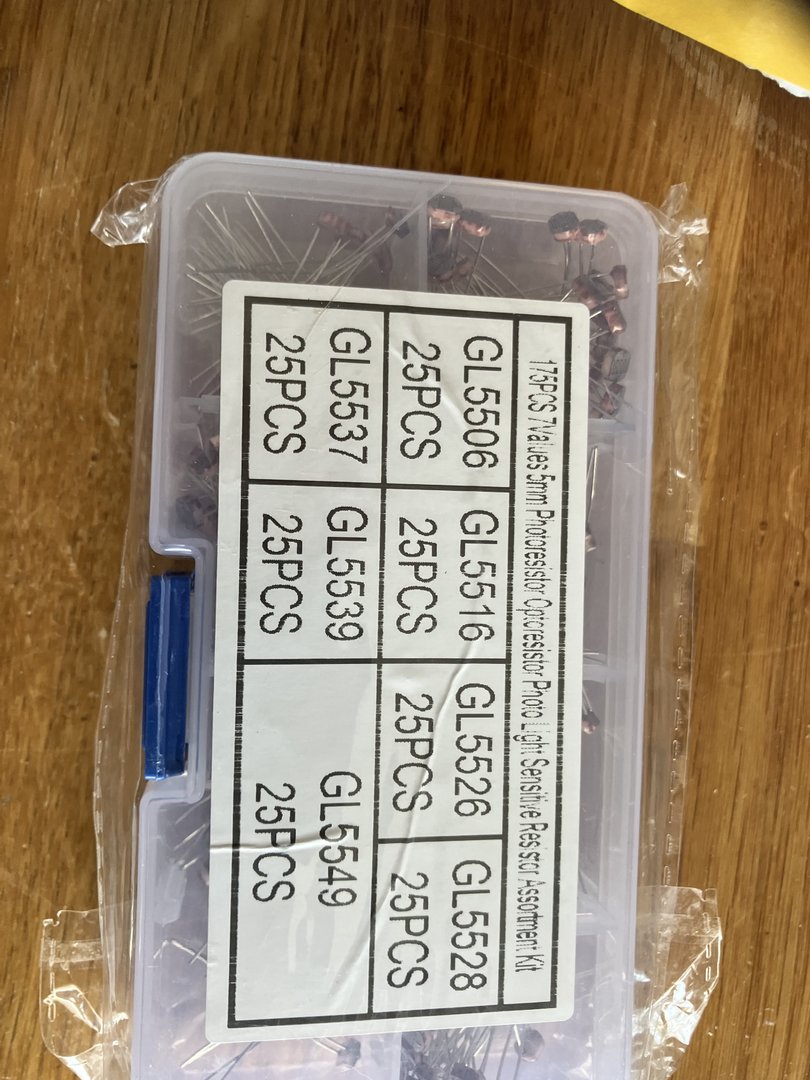 175PCS 7Values 5mm Photoresistor Optoresistor Photo Light Sensitive Resistor Assortment Kit
GL5506
25PCS
GL5516
25PCS
GL5526
25PCS
GL5528
25PCS
GL5537
25PCS
GL5539
25PCS
GL5549
25PCS